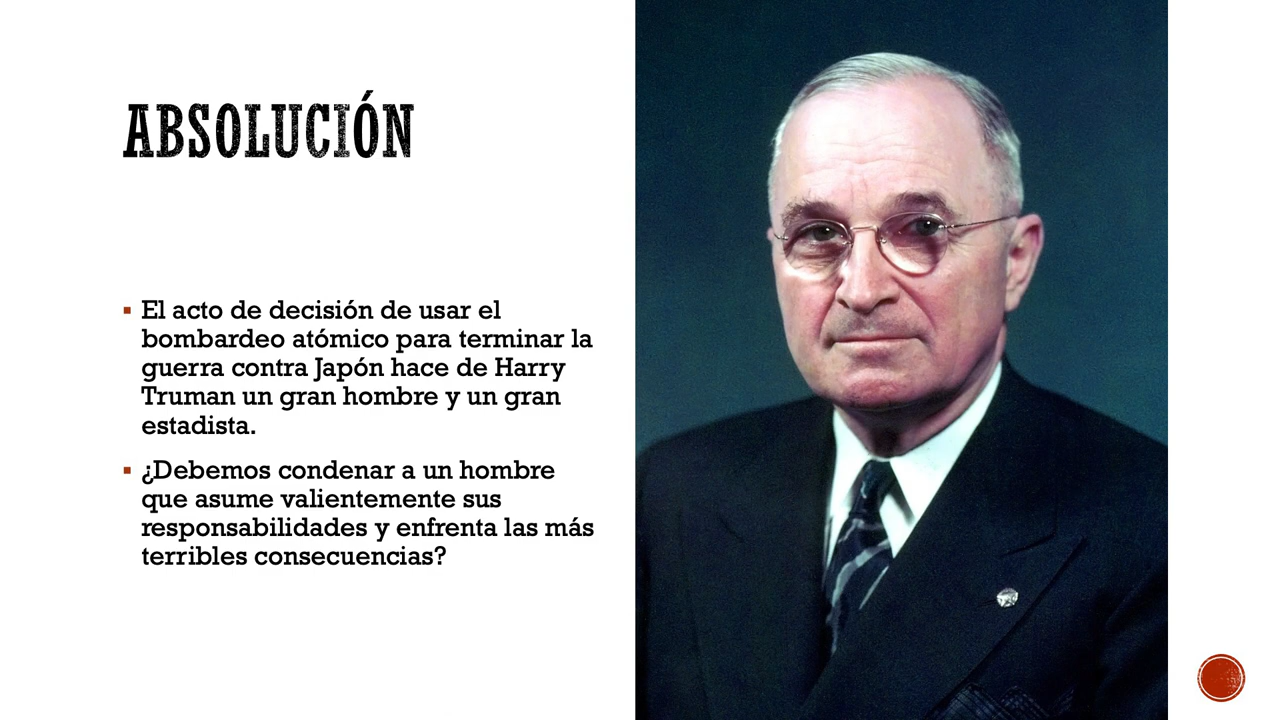 ABSOLUCIÓN
▪ El acto de decisión de usar el
bombardeo atómico para terminar la
guerra contra Japón hace de Harry
Truman un gran hombre y un gran
estadista.
▪ ¿Debemos condenar a un hombre
que asume valientemente sus
responsabilidades y enfrenta las más
terribles consecuencias?